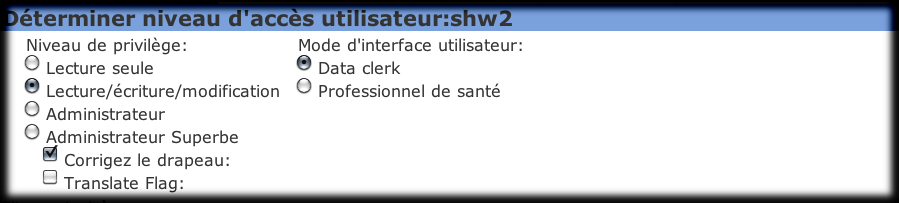 Déterminer niveau d'accès utilisateur:shw2
Niveau de privilège:
Lecture seule
Lecture/écriture/modification
Administrateur
Administrateur Superbe
Corrigez le drapeau:
Translate Flag:
Mode d'interface utilisateur:
Data clerk
Professionnel de santé